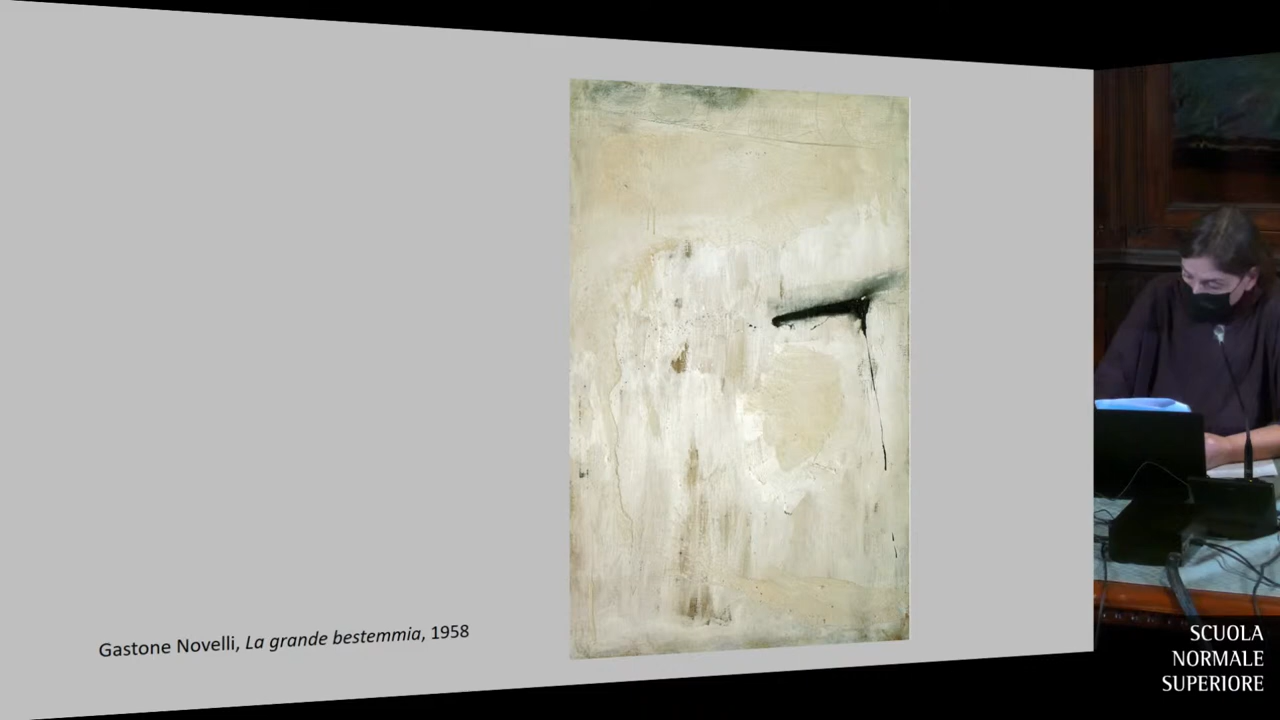 Gastone Novelli, La grande bestemmia, 1958
SCUOLA
NORMALE
SUPERIORE